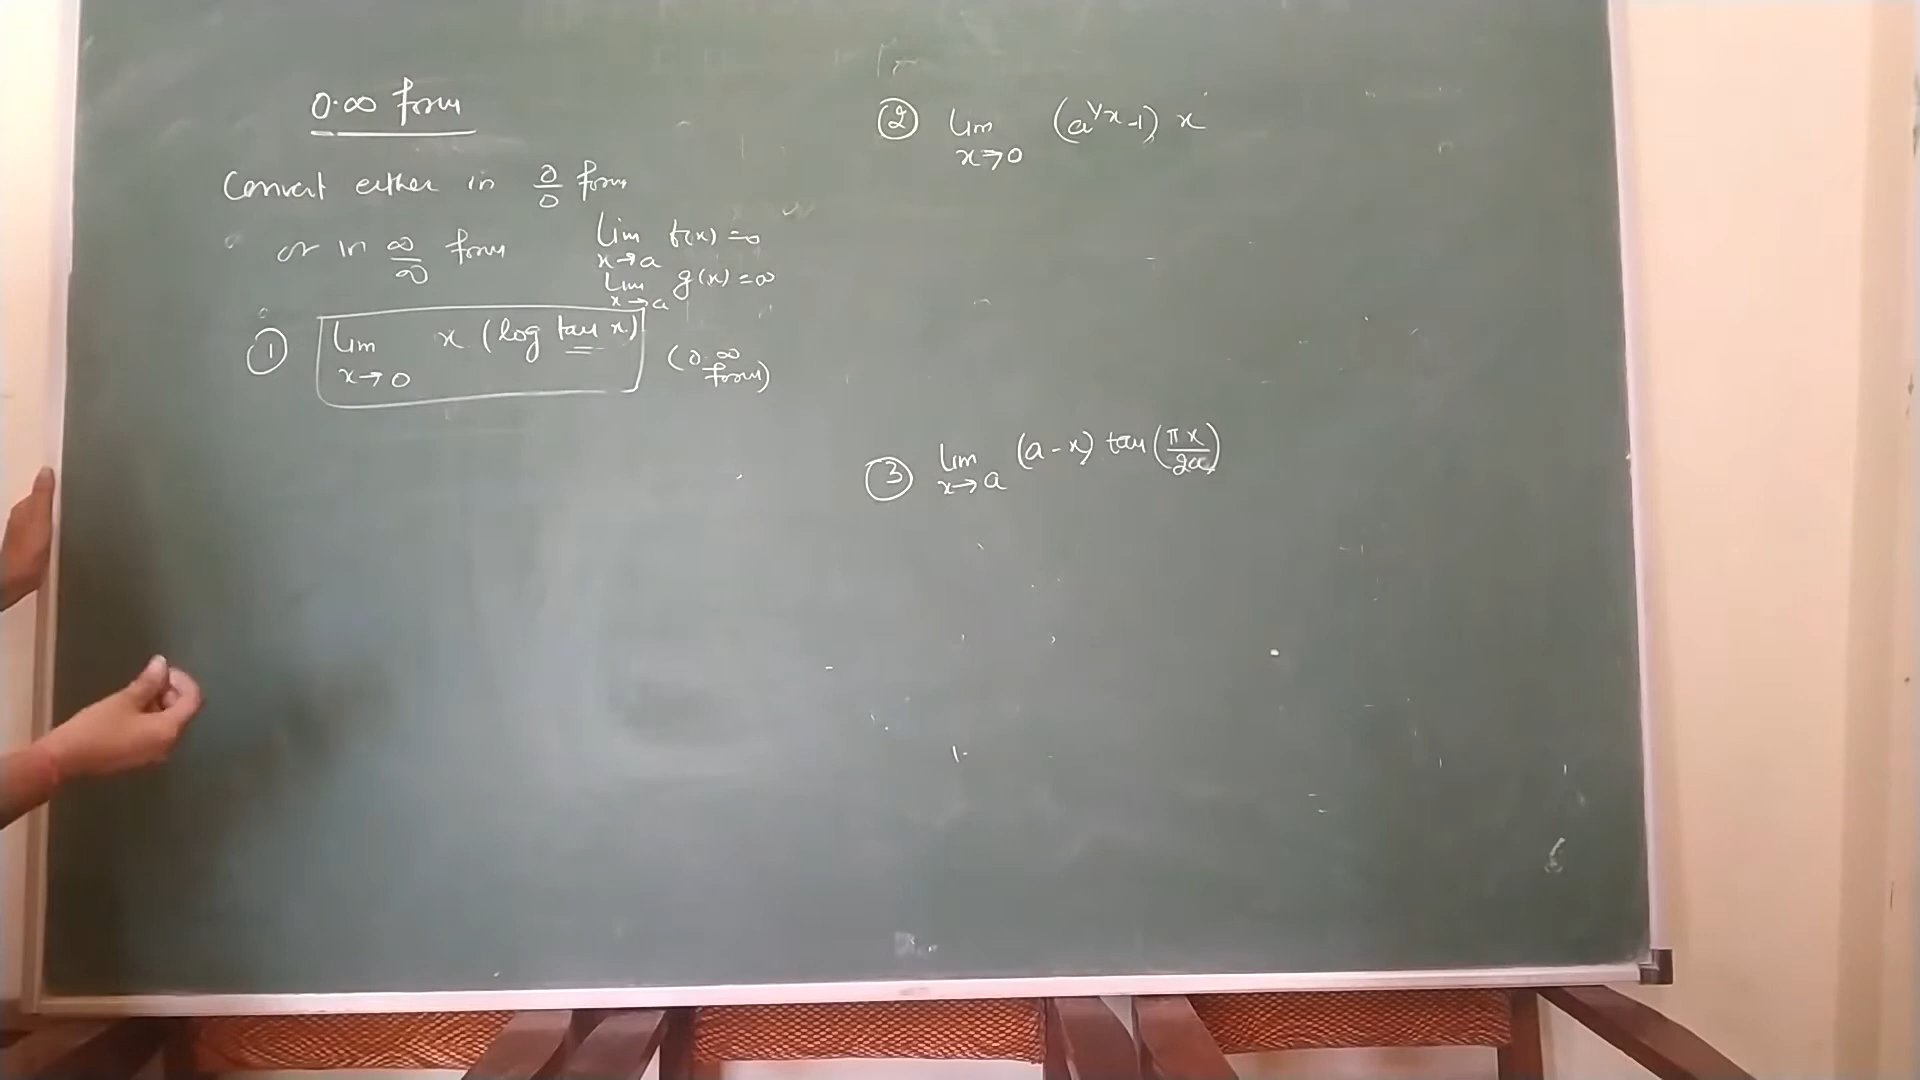 0·∞ form
Convert either in 0/0 form
or in ∞/∞ form
Lim x→a f(x) = 0
Lim x→a g(x) = ∞
① Lim x→0 x (log tan x) (0·∞ form)
② Lim x→0 (a^1/x -1) x
③ Lim x→a (a-x) tan (πx/2a)